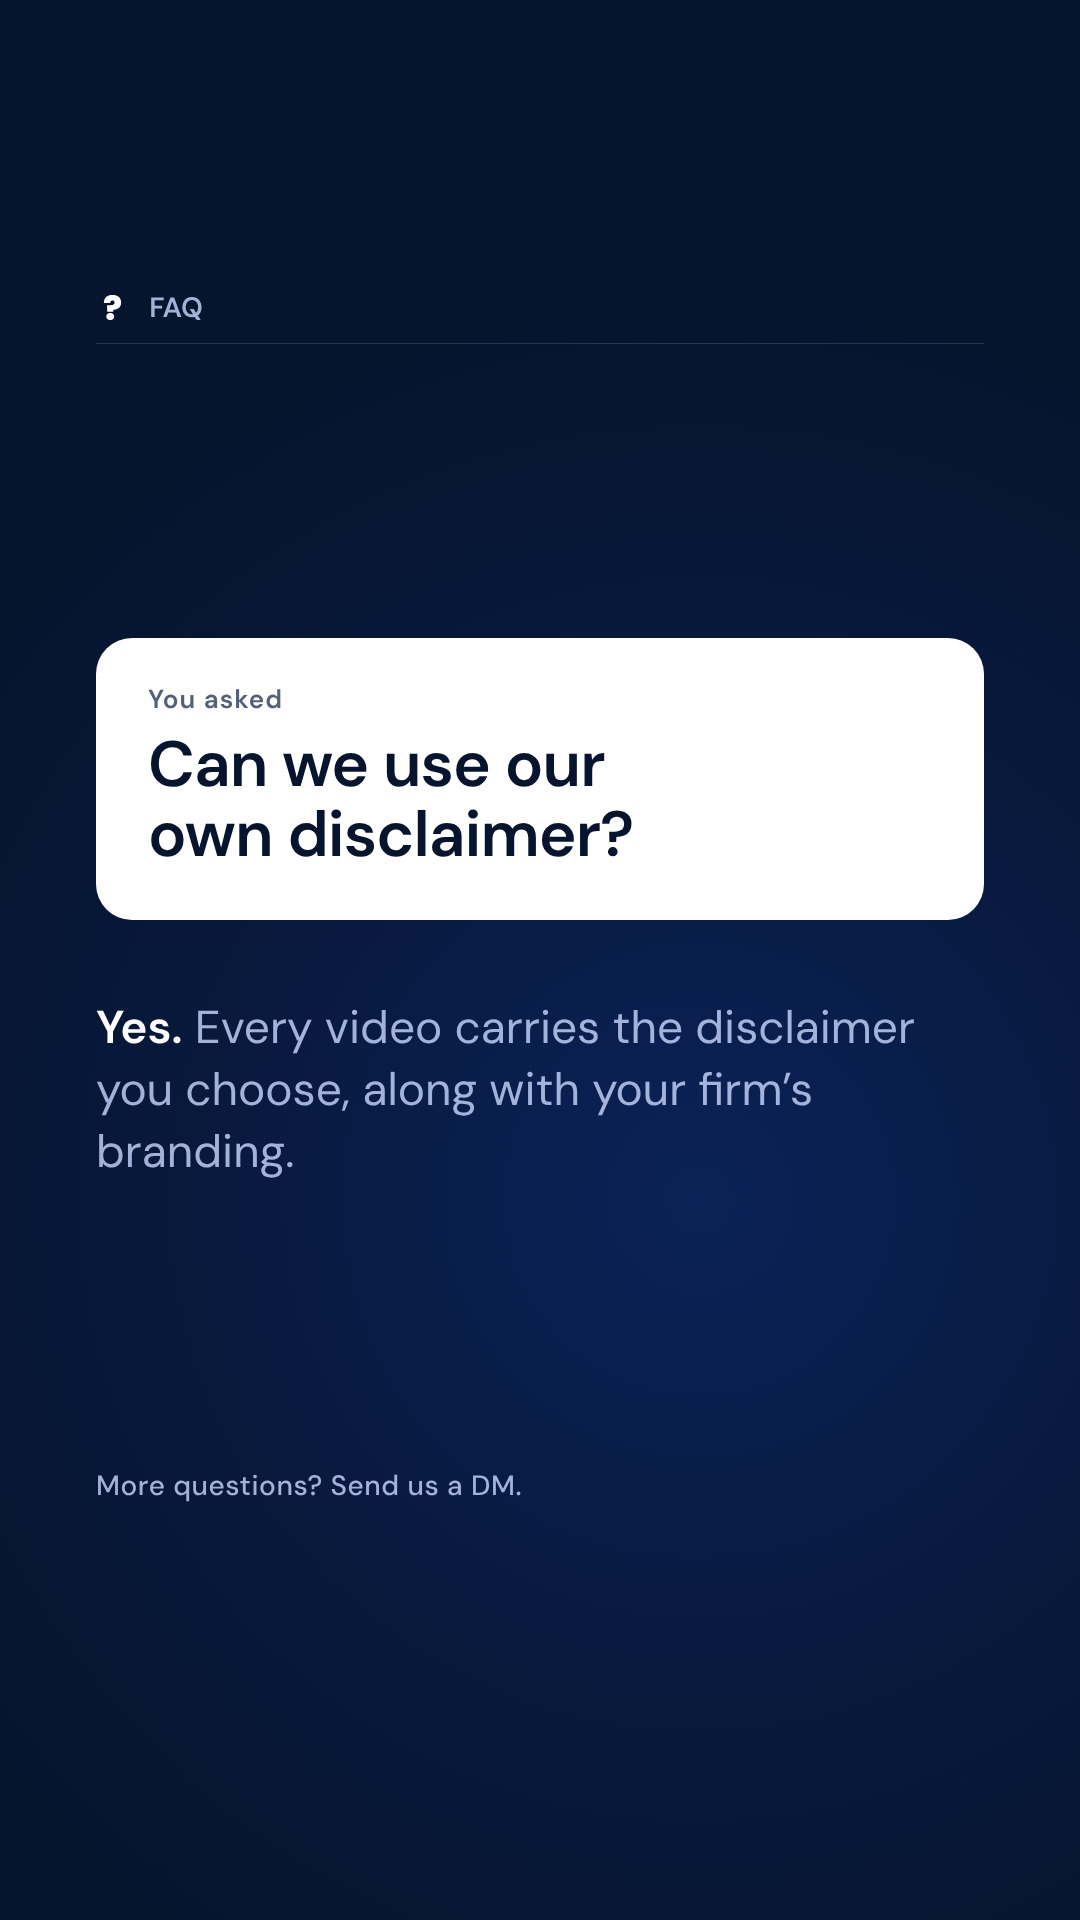 ? FAQ
You asked
Can we use our
own disclaimer?
Yes. Every video carries the disclaimer
you choose, along with your firm’s
branding.
More questions? Send us a DM.